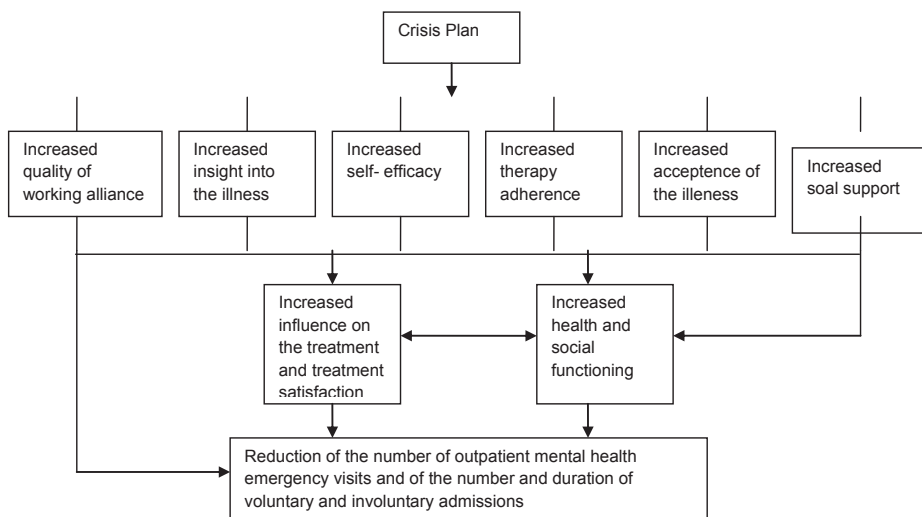 Crisis Plan
Increased
quality of
working alliance
Increased
insight into
the illness
Increased
self- efficacy
Increased
therapy
adherence
Increased
acceptence of
the illeness
Increased
soal support
Increased
influence on
the treatment
and treatment
satisfaction
Increased
health and
social
functioning
Reduction of the number of outpatient mental health
emergency visits and of the number and duration of
voluntary and involuntary admissions